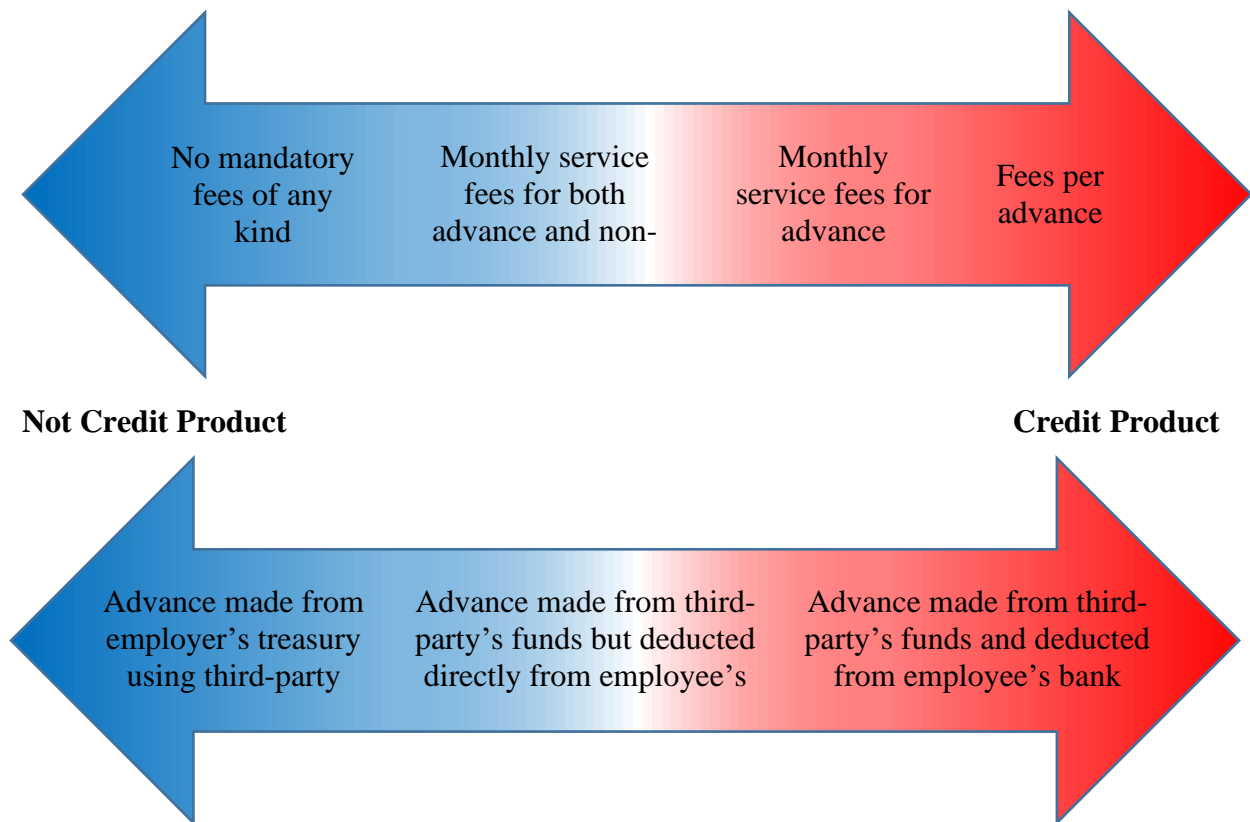 No mandatory
fees of any
kind
Monthly service
fees for both
advance and non-
Monthly
service fees for
advance
Fees per
advance
Not Credit Product
Credit Product
Advance made from
employer’s treasury
using third-party
Advance made from third-
party’s funds but deducted
directly from employee’s
Advance made from third-
party’s funds and deducted
from employee’s bank